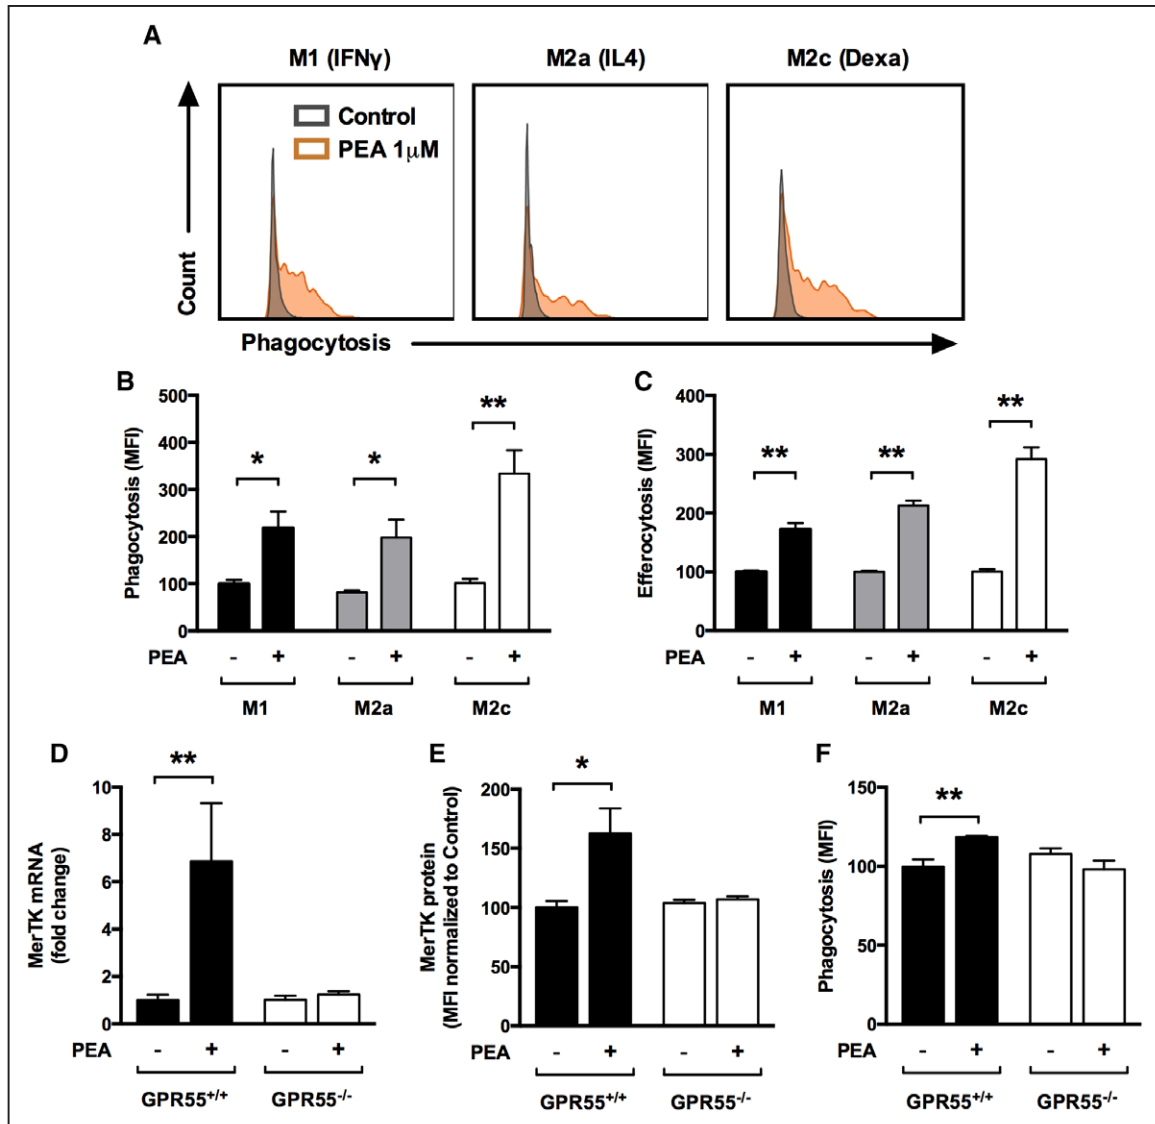 A
M1 (IFNγ) M2a (IL4) M2c (Dexa)
Control
PEA 1μM
Count
Phagocytosis
B
Phagocytosis (MFI)
500
400
300
200
100
0
* * **
PEA - + - + - +
M1 M2a M2c
C
Efferocytosis (MFI)
400
300
200
100
0
** ** **
PEA - + - + - +
M1 M2a M2c
D
MerTK mRNA
(fold change)
10
8
6
4
2
0
**
PEA - + - +
GPR55+/+ GPR55-/-
E
MerTK protein
(MFI normalized to Control)
200
150
100
50
0
*
PEA - + - +
GPR55+/+ GPR55-/-
F
Phagocytosis (MFI)
150
100
50
0
**
PEA - + - +
GPR55+/+ GPR55-/-